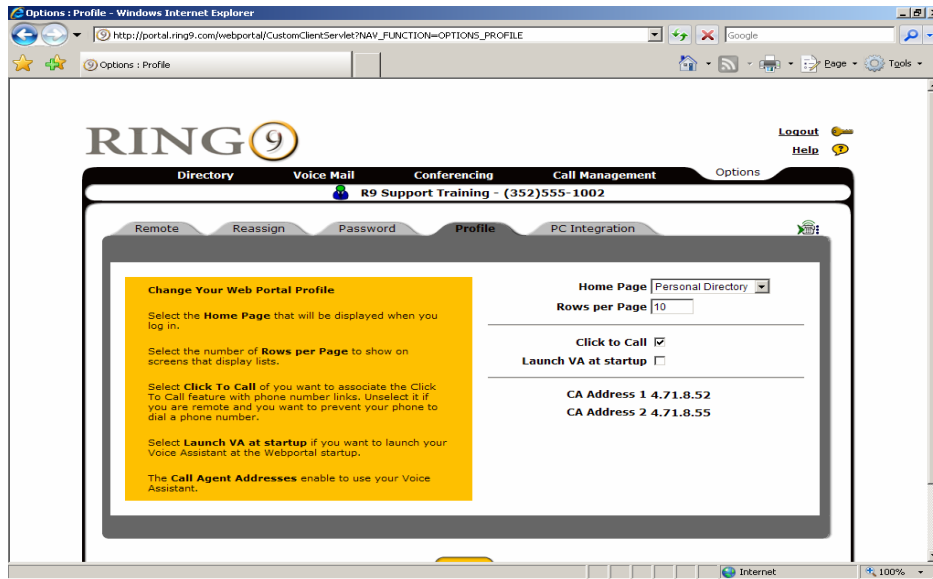 Options : Profile - Windows Internet Explorer
http://portal.ring9.com/webportal/CustomClientServlet?NAV_FUNCTION=OPTIONS_PROFILE
Google
Options : Profile
Page
Tools
RING 9
Logout
Help ?
Directory Voice Mail Conferencing Call Management Options
R9 Support Training - (352)555-1002
Remote Reassign Password Profile PC Integration
Change Your Web Portal Profile
Select the Home Page that will be displayed when you
log in.
Select the number of Rows per Page to show on
screens that display lists.
Select Click To Call of you want to associate the Click
To Call feature with phone number links. Unselect it if
you are remote and you want to prevent your phone to
dial a phone number.
Select Launch VA at startup if you want to launch your
Voice Assistant at the Webportal startup.
The Call Agent Addresses enable to use your Voice
Assistant.
Home Page Personal Directory
Rows per Page 10
Click to Call
Launch VA at startup
CA Address 1 4.71.8.52
CA Address 2 4.71.8.55
Internet
100%